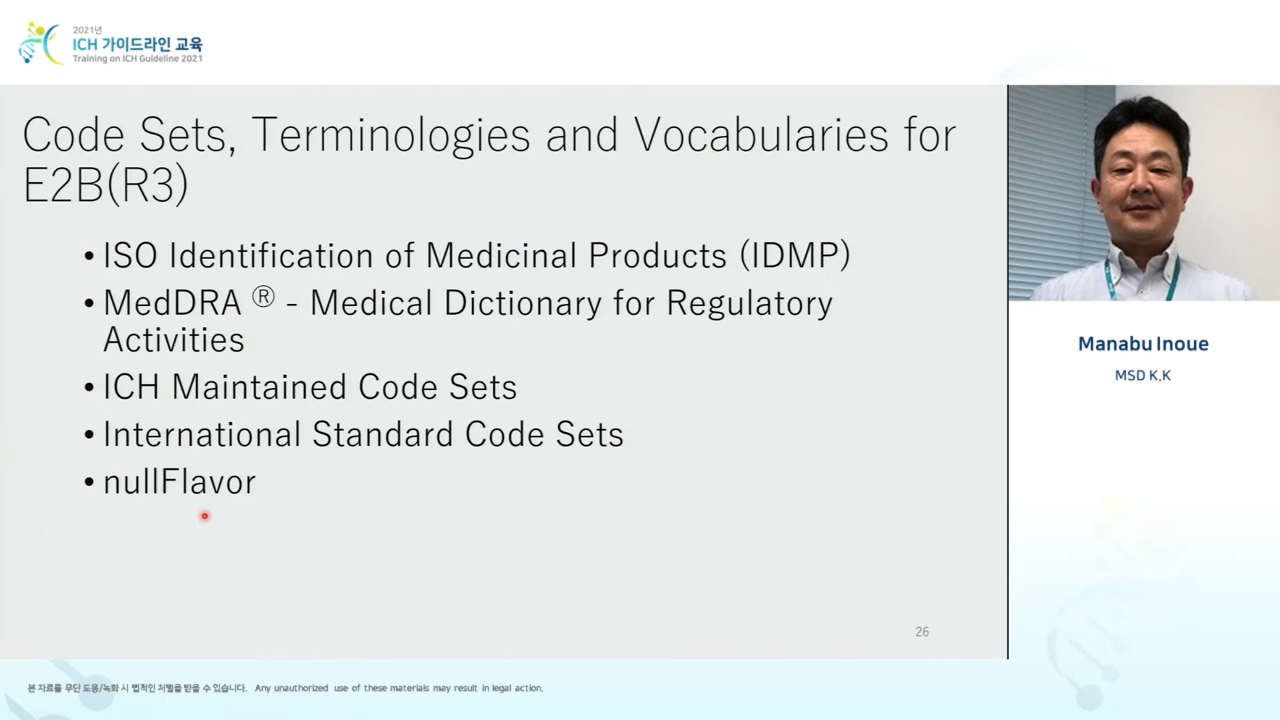 2021년
ICH 가이드라인 교육
Training on ICH Guideline 2021
Code Sets, Terminologies and Vocabularies for
E2B(R3)
• ISO Identification of Medicinal Products (IDMP)
• MedDRA ® - Medical Dictionary for Regulatory
Activities
• ICH Maintained Code Sets
• International Standard Code Sets
• nullFlavor
26
Manabu Inoue
MSD K.K
본 자료를 무단 도용/녹화 시 법적인 처벌을 받을 수 있습니다. Any unauthorized use of these materials may result in legal action.